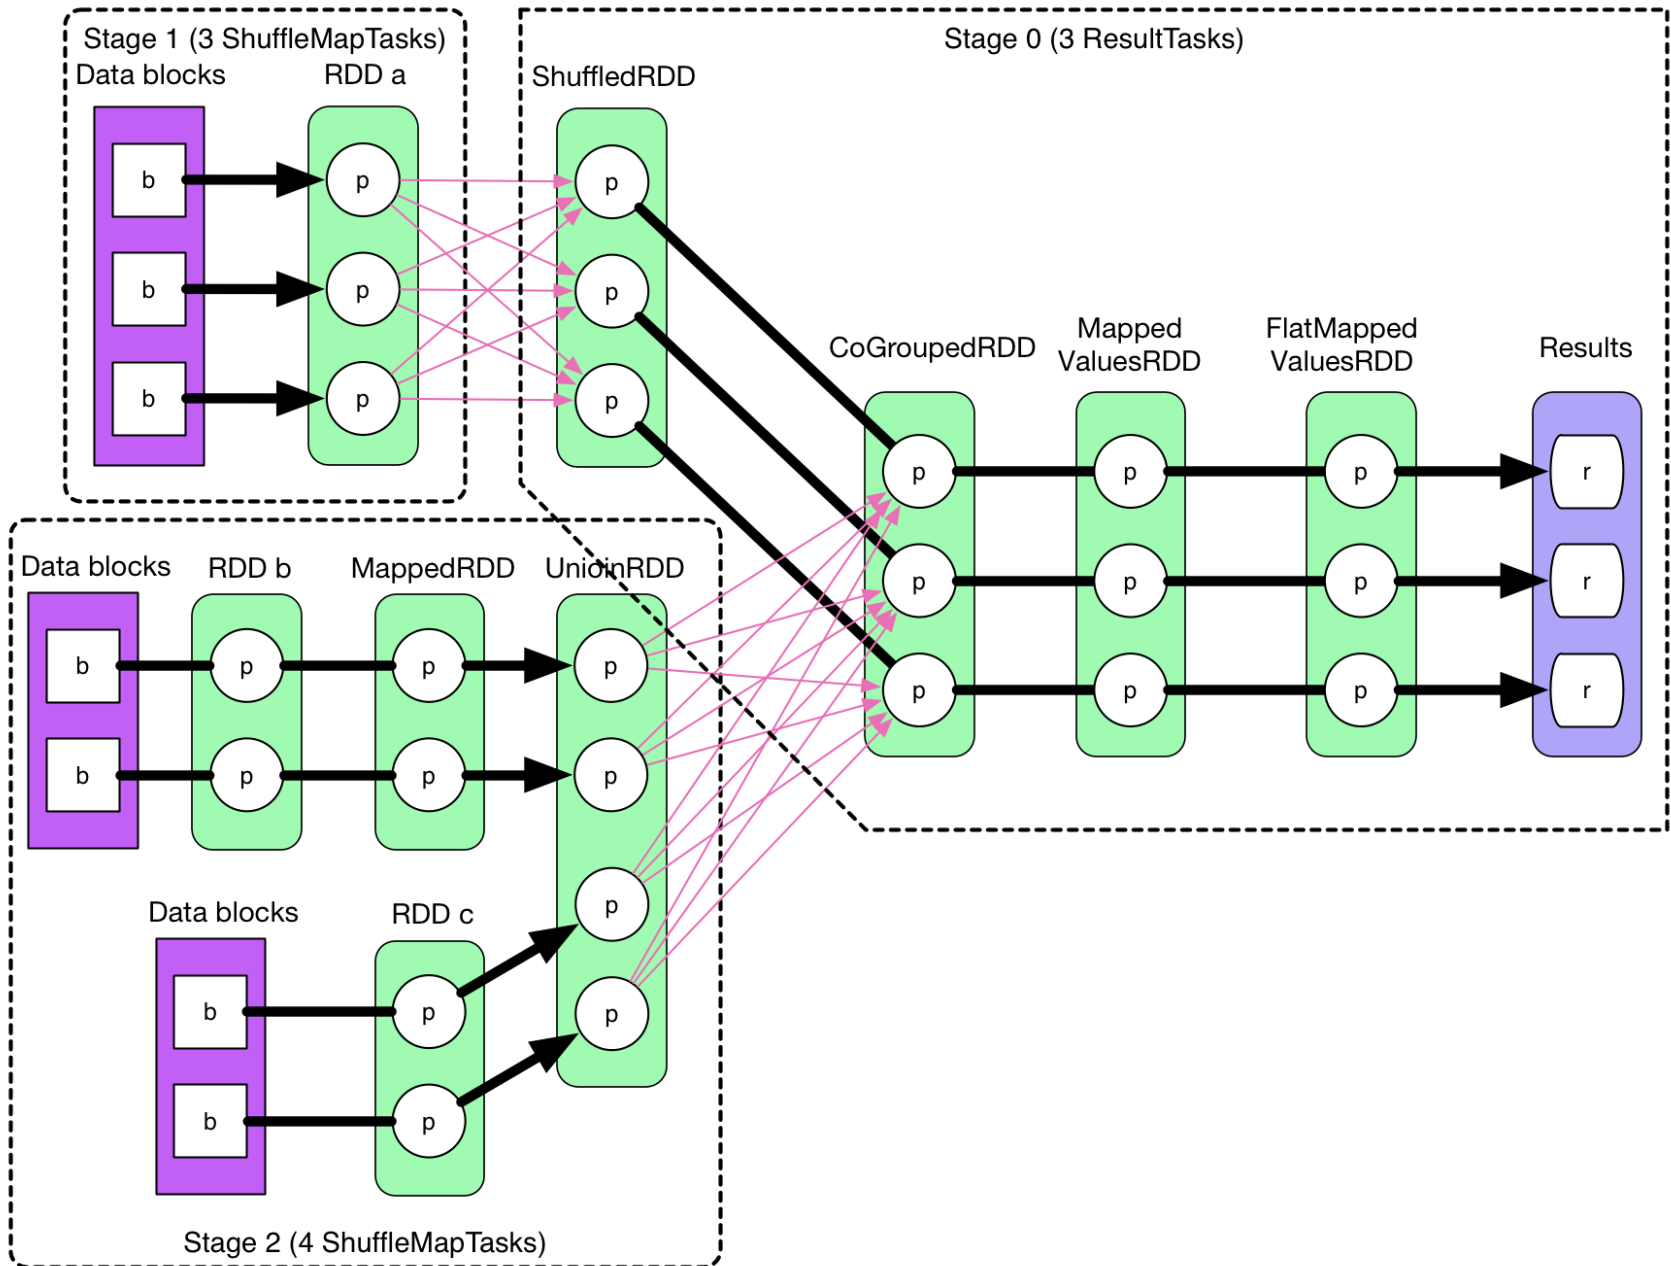 Stage 1 (3 ShuffleMapTasks)
Data blocks
RDD a
b
p
b
p
b
p
Stage 0 (3 ResultTasks)
ShuffledRDD
p
p
p
CoGroupedRDD
p
p
p
Mapped
ValuesRDD
p
p
p
FlatMapped
ValuesRDD
p
p
p
Results
r
r
r
Data blocks
RDD b
MappedRDD
UnioinRDD
b
p
p
p
b
p
p
p
Data blocks
RDD c
p
b
p
p
b
p
Stage 2 (4 ShuffleMapTasks)